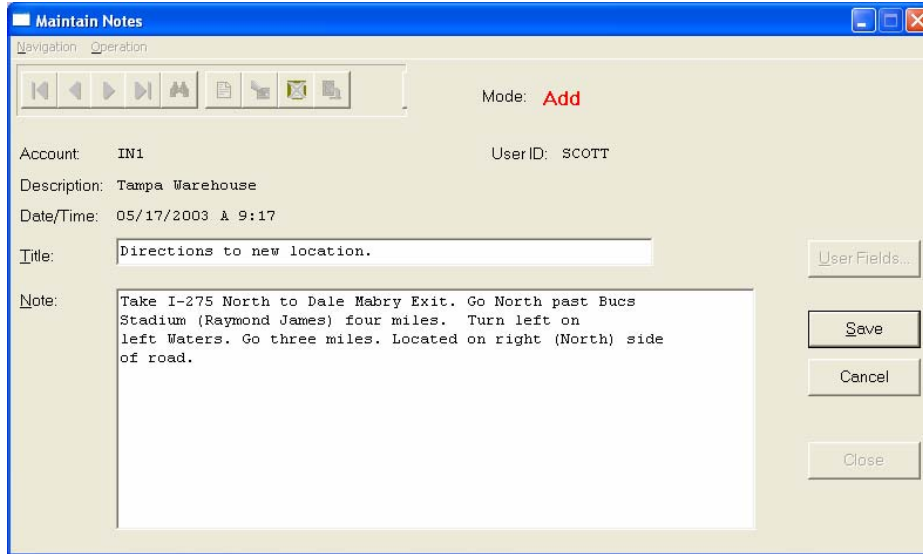 Maintain Notes
Navigation Operation
Mode: Add
Account: IN1 User ID: SCOTT
Description: Tampa Warehouse
Date/Time: 05/17/2003 A 9:17
Title: Directions to new location.
User Fields...
Note: Take I-275 North to Dale Mabry Exit. Go North past Bucs
Stadium (Raymond James) four miles.  Turn left on
left Waters. Go three miles. Located on right (North) side
of road.
Save
Cancel
Close